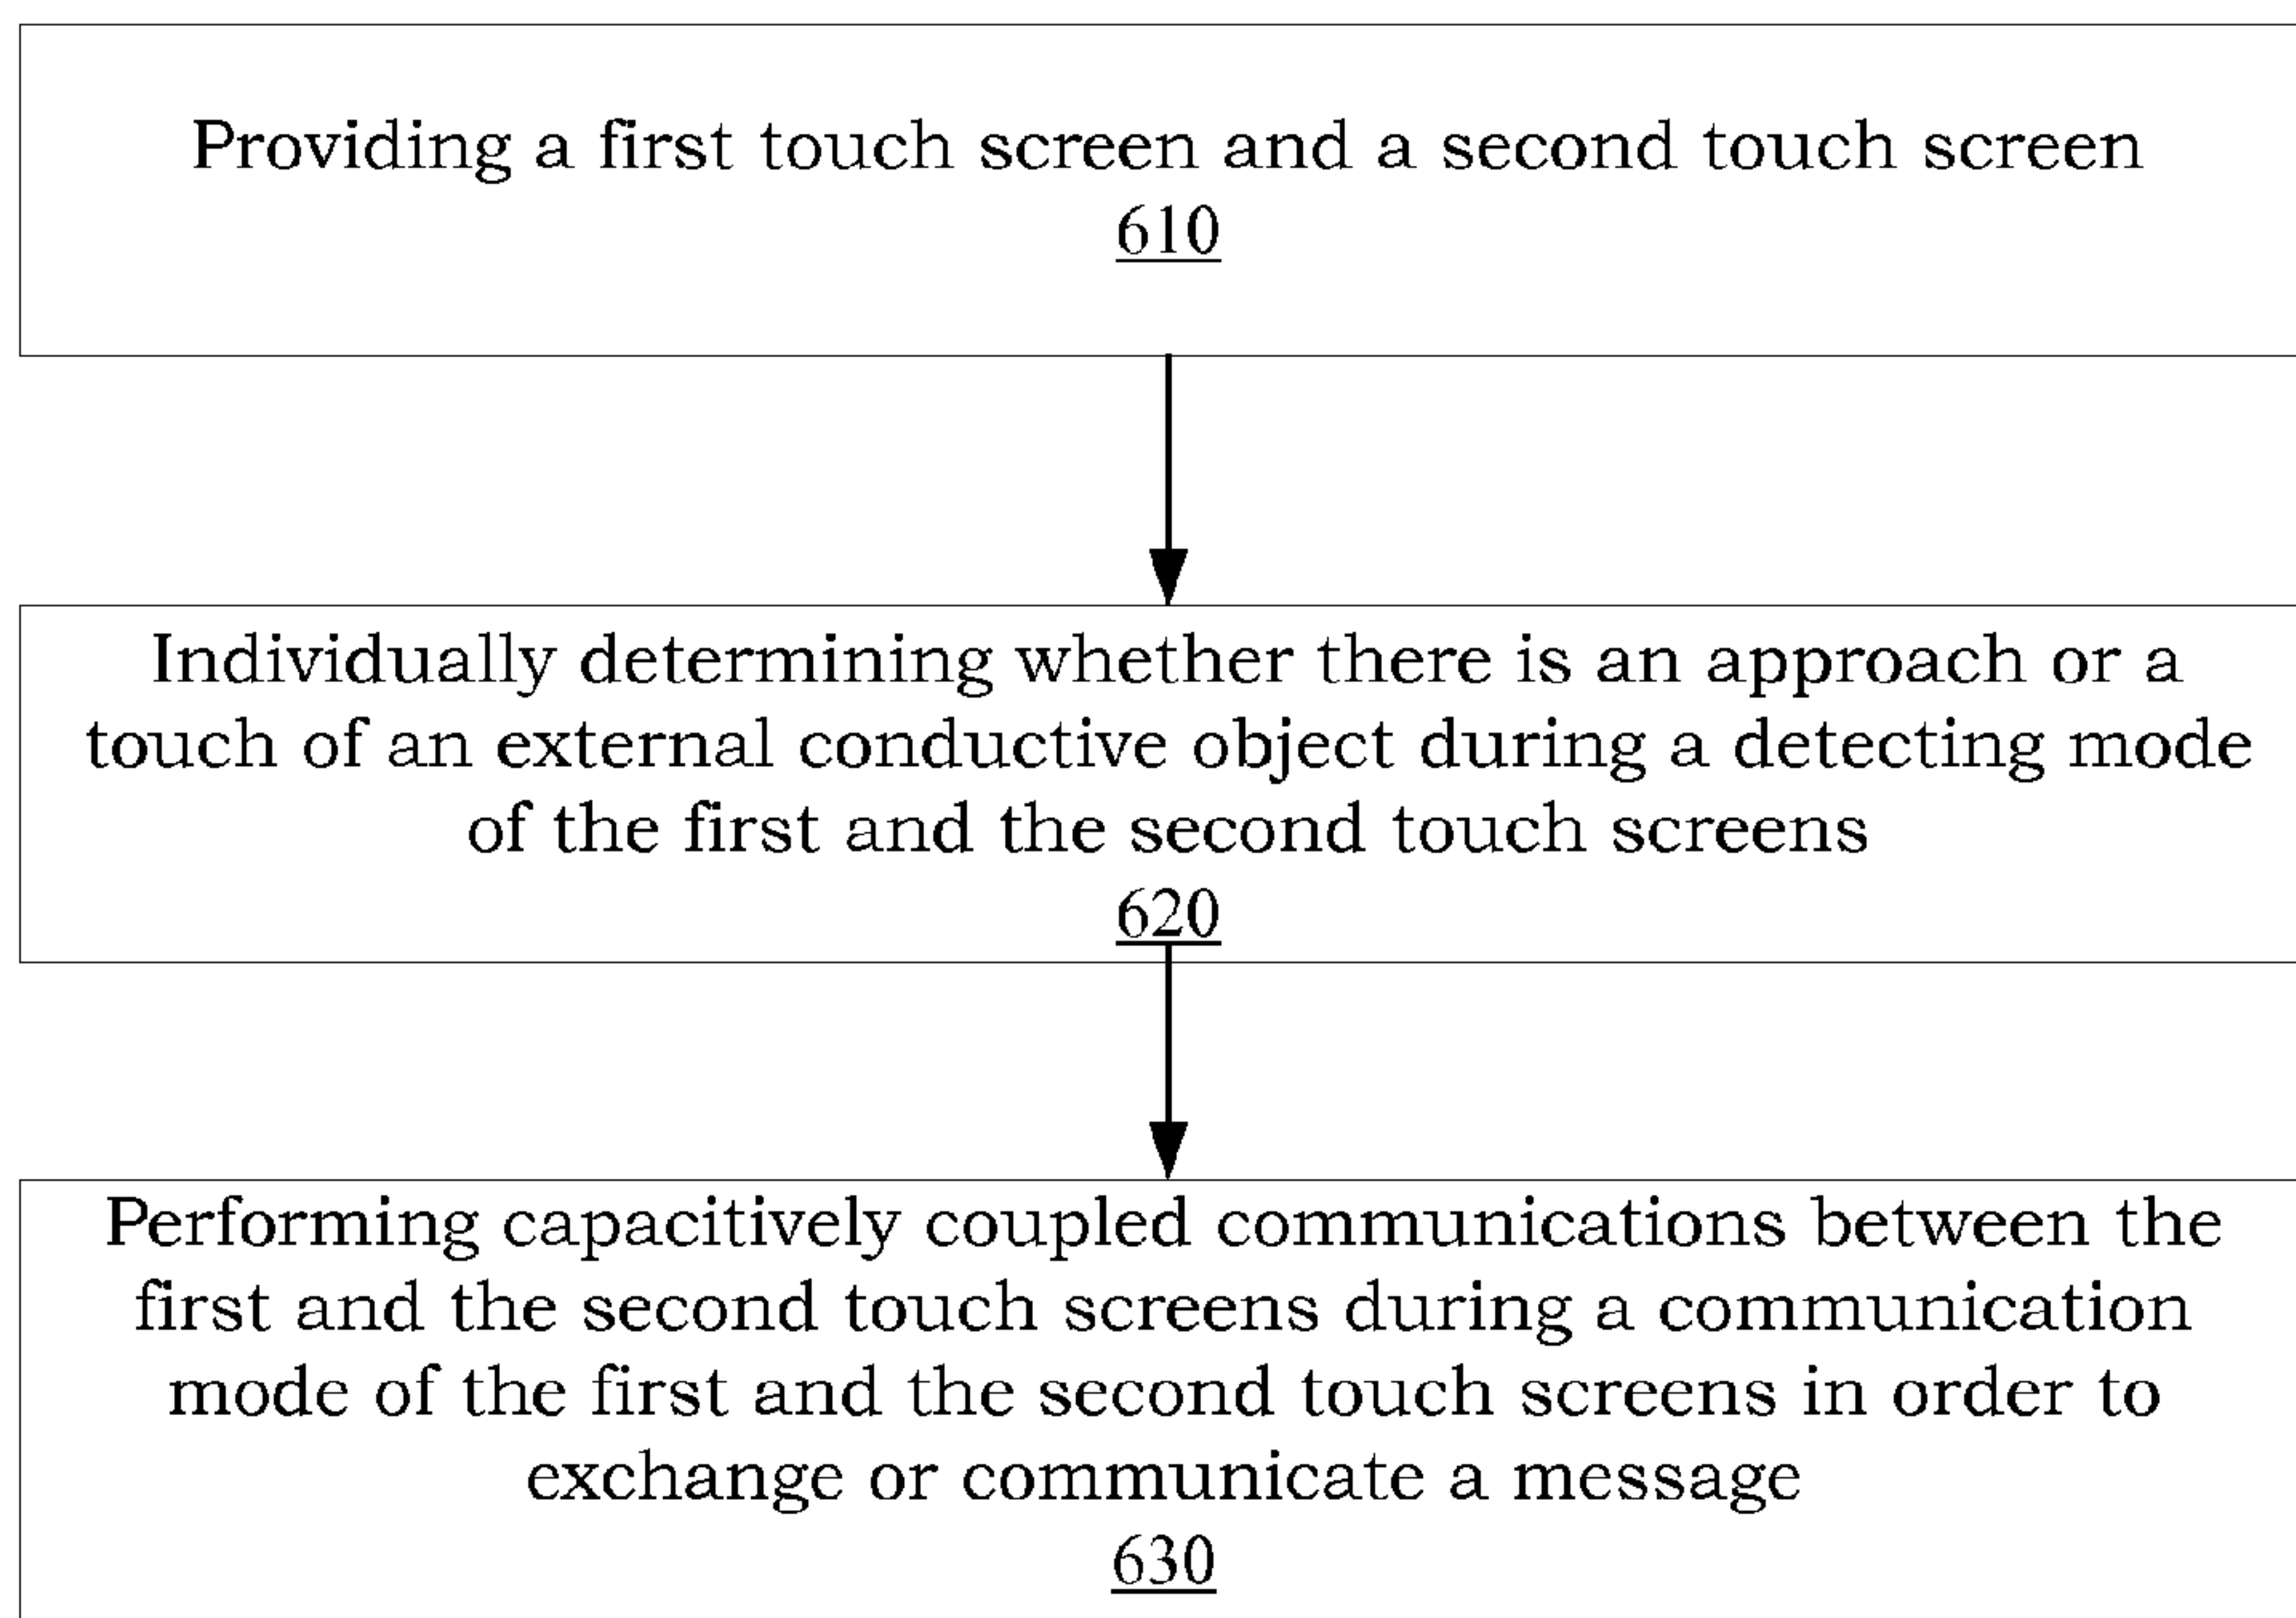 Providing a first touch screen and a second touch screen
610
Individually determining whether there is an approach or a
touch of an external conductive object during a detecting mode
of the first and the second touch screens
620
Performing capacitively coupled communications between the
first and the second touch screens during a communication
mode of the first and the second touch screens in order to
exchange or communicate a message
630